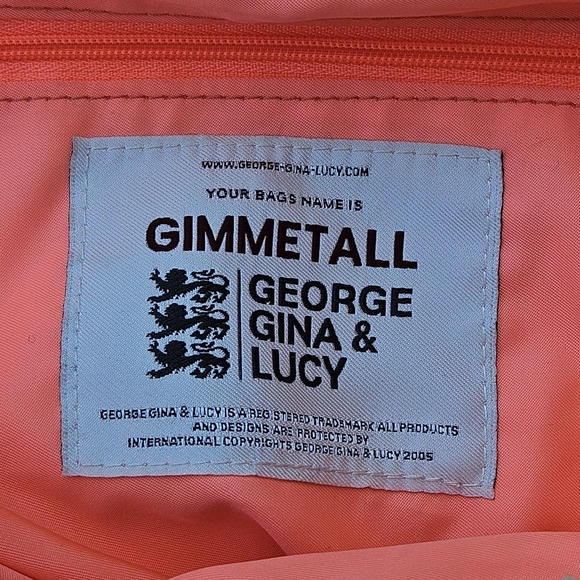 WWW.GEORGE-GINA-LUCY.COM
YOUR BAGS NAME IS
GIMMETALL
GEORGE
GINA &
LUCY
GEORGE GINA & LUCY IS A REGISTERED TRADEMARK ALL PRODUCTS
AND DESIGNS ARE PROTECTED BY
INTERNATIONAL COPYRIGHTS GEORGE GINA & LUCY 2005